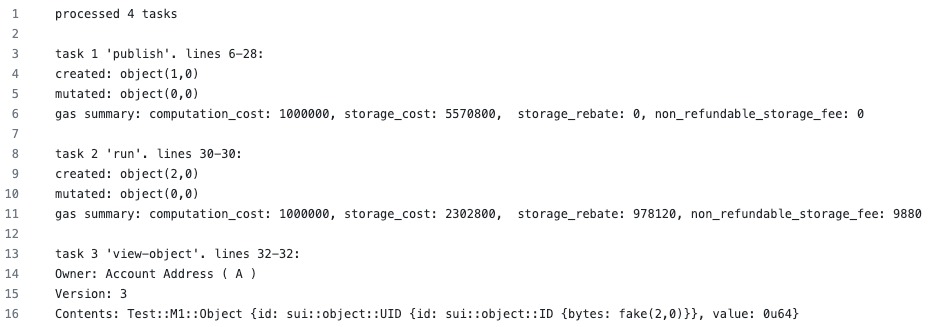 1 processed 4 tasks
2
3 task 1 'publish'. lines 6-28:
4 created: object(1,0)
5 mutated: object(0,0)
6 gas summary: computation_cost: 1000000, storage_cost: 5570800,  storage_rebate: 0, non_refundable_storage_fee: 0
7
8 task 2 'run'. lines 30-30:
9 created: object(2,0)
10 mutated: object(0,0)
11 gas summary: computation_cost: 1000000, storage_cost: 2302800,  storage_rebate: 978120, non_refundable_storage_fee: 9880
12
13 task 3 'view-object'. lines 32-32:
14 Owner: Account Address ( A )
15 Version: 3
16 Contents: Test::M1::Object {id: sui::object::UID {id: sui::object::ID {bytes: fake(2,0)}}, value: 0u64}